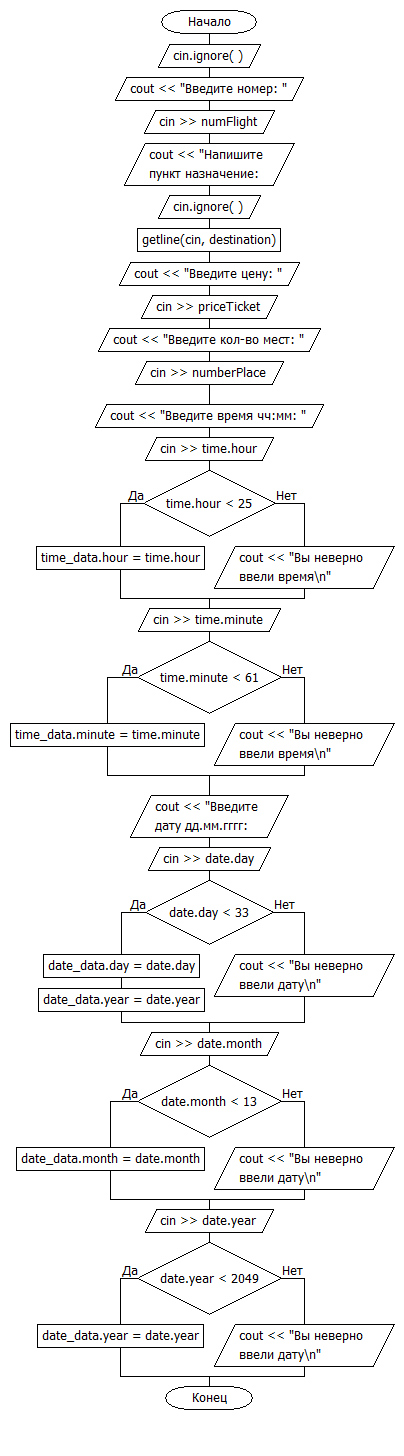 Начало
cin.ignore( )
cout << "Введите номер: "
cin >> numFlight
cout << "Напишите
пункт назначение:
cin.ignore( )
getline(cin, destination)
cout << "Введите цену: "
cin >> priceTicket
cout << "Введите кол-во мест: "
cin >> numberPlace
cout << "Введите время чч:мм: "
cin >> time.hour
Да
Нет
time.hour < 25
time_data.hour = time.hour
cout << "Вы неверно
ввели время\n"
cin >> time.minute
Да
Нет
time.minute < 61
time_data.minute = time.minute
cout << "Вы неверно
ввели время\n"
cout << "Введите
дату дд.мм.гггг:
cin >> date.day
Да
Нет
date.day < 33
date_data.day = date.day
date_data.year = date.year
cout << "Вы неверно
ввели дату\n"
cin >> date.month
Да
Нет
date.month < 13
date_data.month = date.month
cout << "Вы неверно
ввели дату\n"
cin >> date.year
Да
Нет
date.year < 2049
date_data.year = date.year
cout << "Вы неверно
ввели дату\n"
Конец